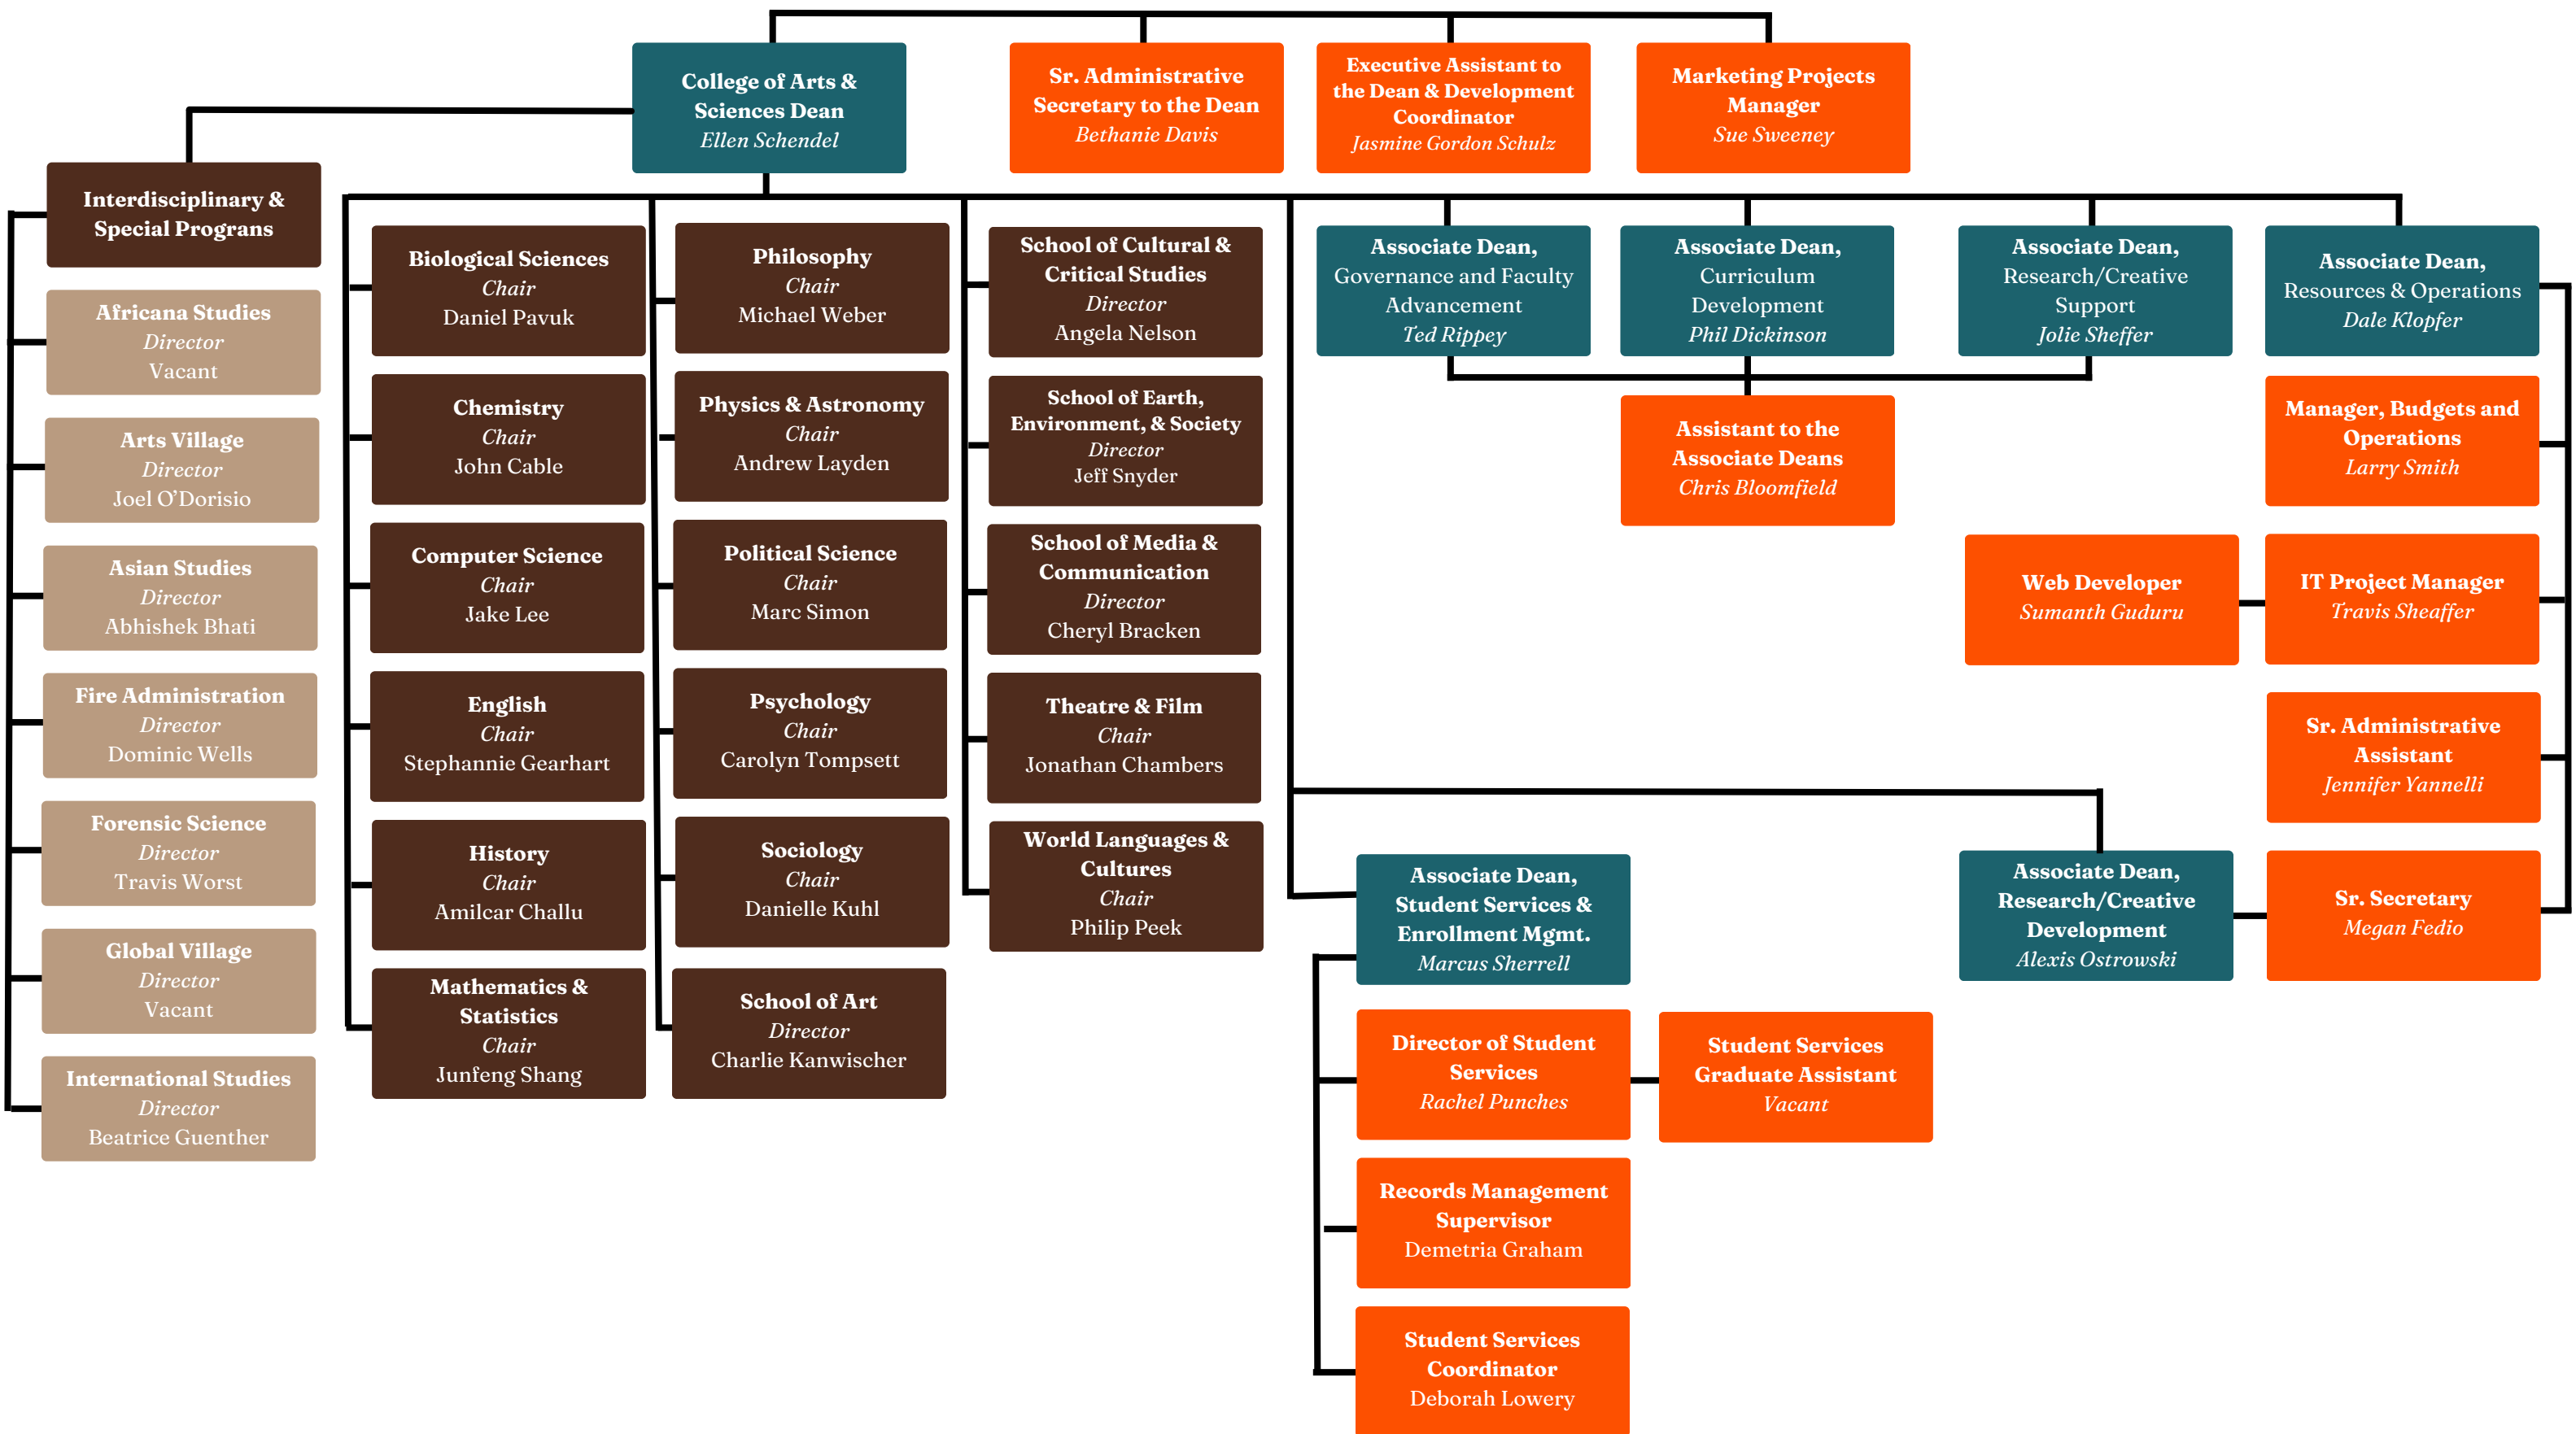 College of Arts &
Sciences Dean
Ellen Schendel
Sr. Administrative
Secretary to the Dean
Bethanie Davis
Executive Assistant to
the Dean & Development
Coordinator
Jasmine Gordon Schulz
Marketing Projects
Manager
Sue Sweeney
Interdisciplinary &
Special Prograns
Africana Studies
Director
Vacant
Arts Village
Director
Joel O’Dorisio
Asian Studies
Director
Abhishek Bhati
Fire Administration
Director
Dominic Wells
Forensic Science
Director
Travis Worst
Global Village
Director
Vacant
International Studies
Director
Beatrice Guenther
Biological Sciences
Chair
Daniel Pavuk
Chemistry
Chair
John Cable
Computer Science
Chair
Jake Lee
English
Chair
Stephannie Gearhart
History
Chair
Amilcar Challu
Mathematics &
Statistics
Chair
Junfeng Shang
Philosophy
Chair
Michael Weber
Physics & Astronomy
Chair
Andrew Layden
Political Science
Chair
Marc Simon
Psychology
Chair
Carolyn Tompsett
Sociology
Chair
Danielle Kuhl
School of Art
Director
Charlie Kanwischer
School of Cultural &
Critical Studies
Director
Angela Nelson
School of Earth,
Environment, & Society
Director
Jeff Snyder
School of Media &
Communication
Director
Cheryl Bracken
Theatre & Film
Chair
Jonathan Chambers
World Languages &
Cultures
Chair
Philip Peek
Associate Dean,
Governance and Faculty
Advancement
Ted Rippey
Associate Dean,
Curriculum
Development
Phil Dickinson
Associate Dean,
Research/Creative
Support
Jolie Sheffer
Associate Dean,
Resources & Operations
Dale Klopfer
Assistant to the
Associate Deans
Chris Bloomfield
Manager, Budgets and
Operations
Larry Smith
Web Developer
Sumanth Guduru
IT Project Manager
Travis Sheaffer
Sr. Administrative
Assistant
Jennifer Yannelli
Associate Dean,
Student Services &
Enrollment Mgmt.
Marcus Sherrell
Associate Dean,
Research/Creative
Development
Alexis Ostrowski
Sr. Secretary
Megan Fedio
Director of Student
Services
Rachel Punches
Student Services
Graduate Assistant
Vacant
Records Management
Supervisor
Demetria Graham
Student Services
Coordinator
Deborah Lowery